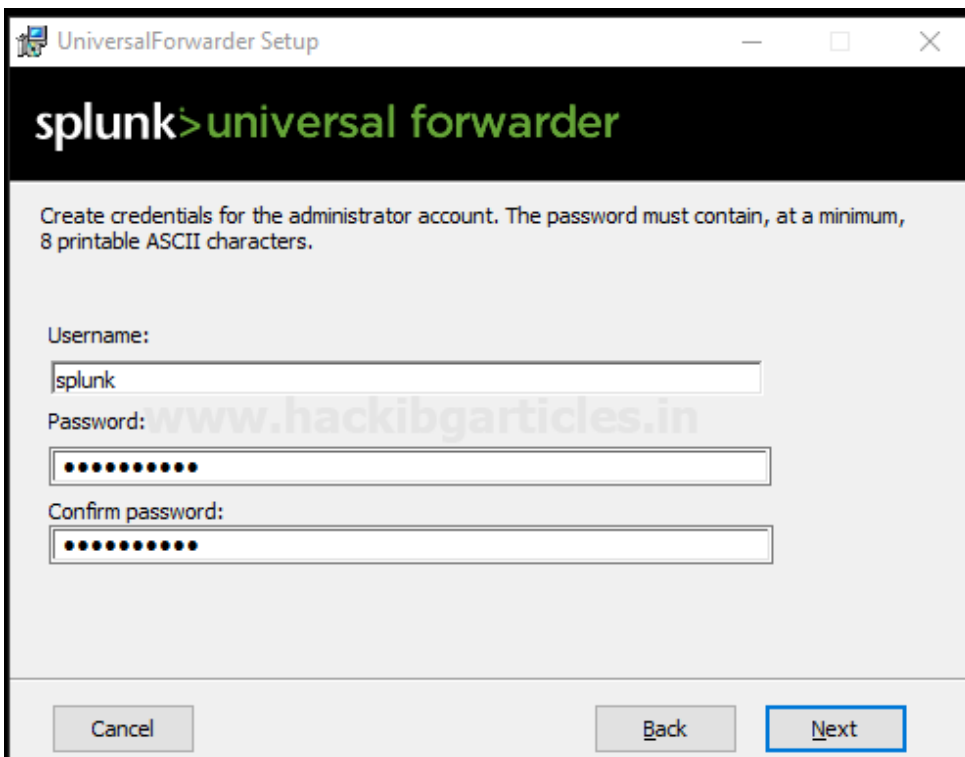 UniversalForwarder Setup
splunk>universal forwarder
Create credentials for the administrator account. The password must contain, at a minimum,
8 printable ASCII characters.
Username:
splunk
www.hackibgarticles.in
Password:
●●●●●●●●●●
Confirm password:
●●●●●●●●●●
Cancel
Back
Next